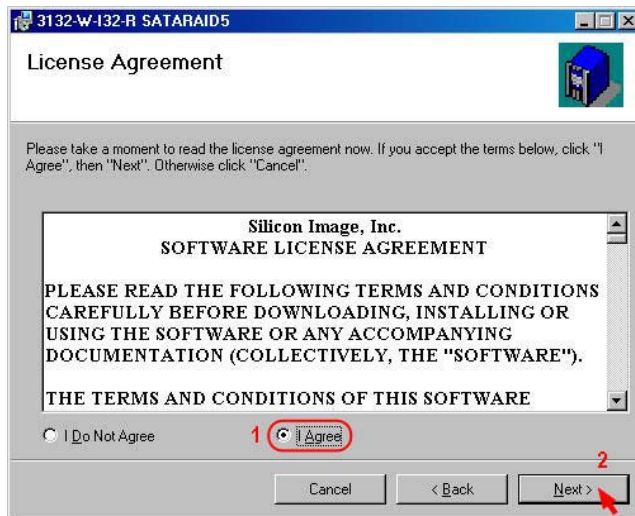 3132-W-I32-R SATARAID5
License Agreement
Please take a moment to read the license agreement now. If you accept the terms below, click "I
Agree", then "Next". Otherwise click "Cancel".
Silicon Image, Inc.
SOFTWARE LICENSE AGREEMENT
PLEASE READ THE FOLLOWING TERMS AND CONDITIONS
CAREFULLY BEFORE DOWNLOADING, INSTALLING OR
USING THE SOFTWARE OR ANY ACCOMPANYING
DOCUMENTATION (COLLECTIVELY, THE "SOFTWARE").
THE TERMS AND CONDITIONS OF THIS SOFTWARE
I Do Not Agree 1 I Agree
2
Cancel < Back Next >